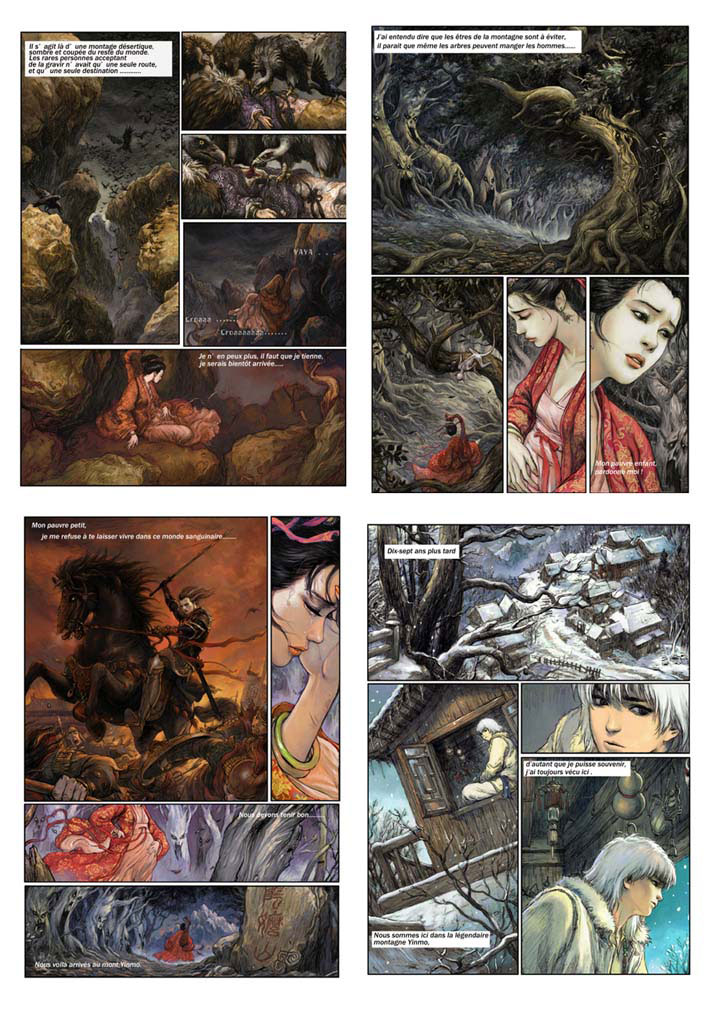 Il s' agit là d' une montage désertique,
sombre et coupée du reste du monde.
Les rares personnes acceptant
de la gravir n' avait qu' une seule route,
et qu' une seule destination ............
YAYA . . .
Croaaa .......
Croaaaaaaa.......
Je n' en peux plus, il faut que je tienne,
je serais bientôt arrivée.....
J'ai entendu dire que les êtres de la montagne sont à éviter,
il parait que même les arbres peuvent manger les hommes......
Mon pauvre enfant,
pardonne moi !
Mon pauvre petit,
je me refuse à te laisser vivre dans ce monde sanguinaire.......
Nous devons tenir bon........
Nous voilà arrivés au mont Yinmo.
Dix-sept ans plus tard
d'autant que je puisse souvenir,
j'ai toujours vécu ici .
Nous sommes ici dans la légendaire
montagne Yinmo,